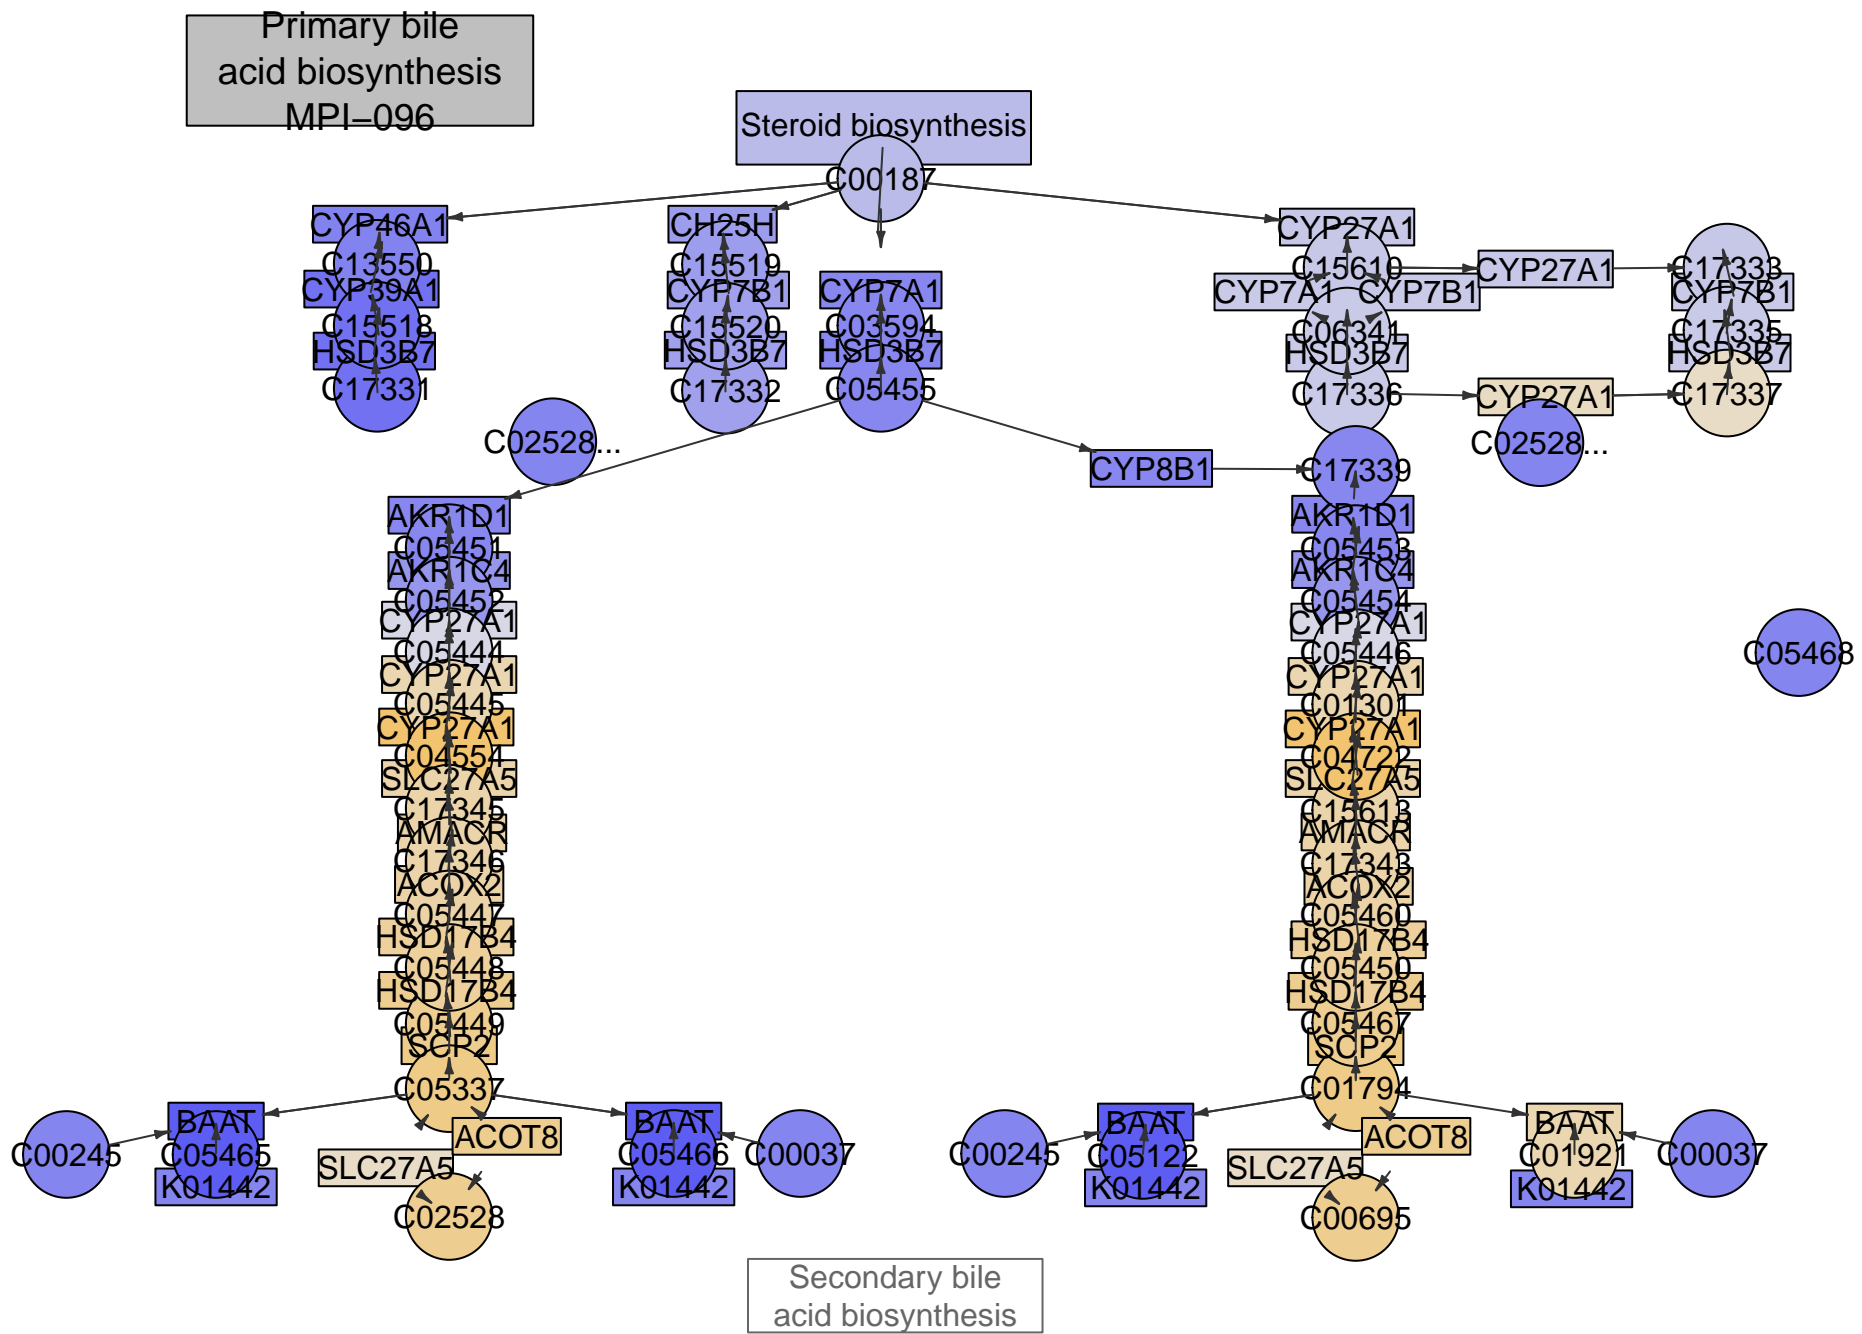 Primary bile
acid biosynthesis
MPI−096
Steroid biosynthesis
C00187
CYP46A1
C13550
CYP39A1
C15518
HSD3B7
C17331
CH25H
C15519
CYP7B1
C15520
HSD3B7
C17332
CYP7A1
C03594
HSD3B7
C05455
CYP27A1
C15610
CYP7A1
CYP7B1
C06341
HSD3B7
C17336
CYP27A1
CYP27A1
C17333
CYP7B1
C17335
HSD3B7
C17337
C02528...
C02528...
CYP8B1
C17339
C05468
AKR1D1
C05451
AKR1C4
C05452
CYP27A1
C05444
CYP27A1
C05445
CYP27A1
C04554
SLC27A5
C17345
AMACR
C17346
ACOX2
C05447
HSD17B4
C05448
HSD17B4
C05449
SCP2
C05337
AKR1D1
C05453
AKR1C4
C05454
CYP27A1
C05446
CYP27A1
C01301
CYP27A1
C04722
SLC27A5
C15613
AMACR
C17343
ACOX2
C05460
HSD17B4
C05450
HSD17B4
C05467
SCP2
C01794
C00245
BAAT
C05465
K01442
SLC27A5
ACOT8
C02528
BAAT
C05466
K01442
C00037
C00245
BAAT
C05122
K01442
SLC27A5
ACOT8
C00695
BAAT
C01921
K01442
C00037
Secondary bile
acid biosynthesis